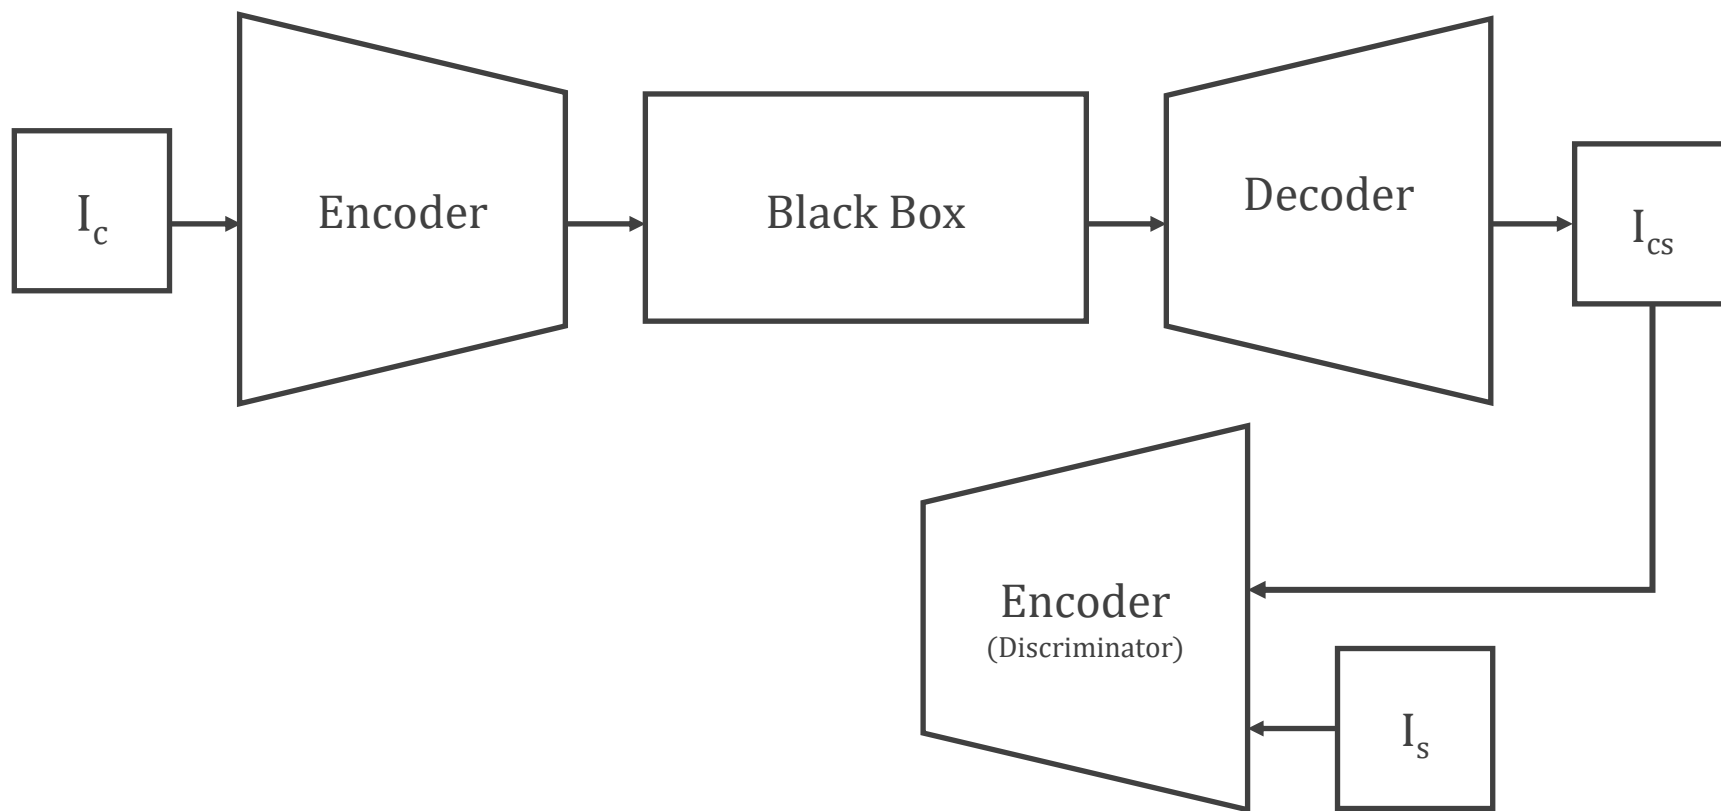 I_c
Encoder
Black Box
Decoder
I_cs
Encoder
(Discriminator)
I_s